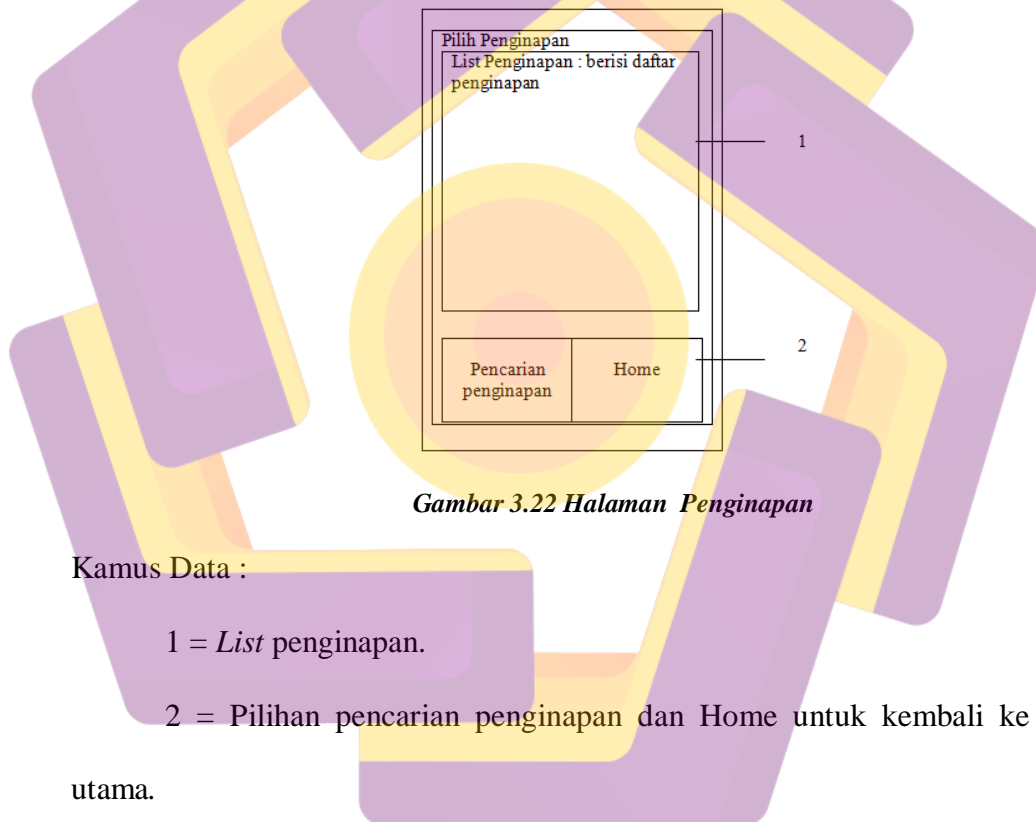 Pilih Penginapan
List Penginapan : berisi daftar
penginapan
1
2
Pencarian
penginapan
Home
Gambar 3.22 Halaman Penginapan
Kamus Data :
1 = List penginapan.
2 = Pilihan pencarian penginapan dan Home untuk kembali ke
utama.